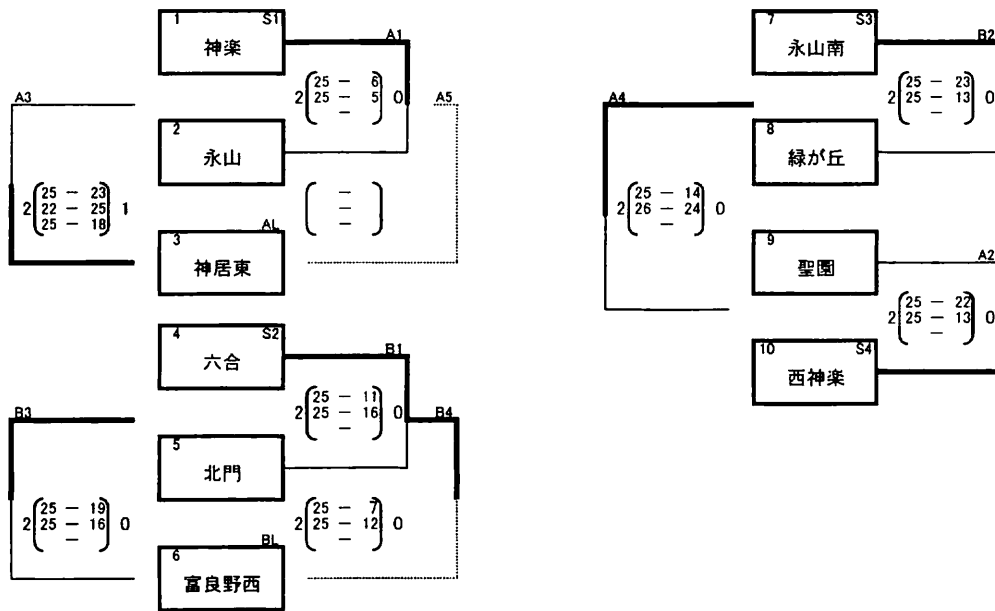 1 S1
神楽
A1
2 25 － 6 0
25 － 5
－
A3
A5
2
永山
2 25 － 23 1
22 － 25
25 － 18
－
－
－
3 AL
神居東
4 S2
六合
B1
B3
2 25 － 11 0
25 － 16
－
B4
5
北門
2 25 － 19 0
25 － 16
－
2 25 － 7 0
25 － 12
－
6 BL
富良野西
7 S3
永山南
B2
2 25 － 23 0
25 － 13
－
A4
8
緑が丘
2 25 － 14 0
26 － 24
－
9
聖園
A2
2 25 － 22 0
25 － 13
－
10 S4
西神楽